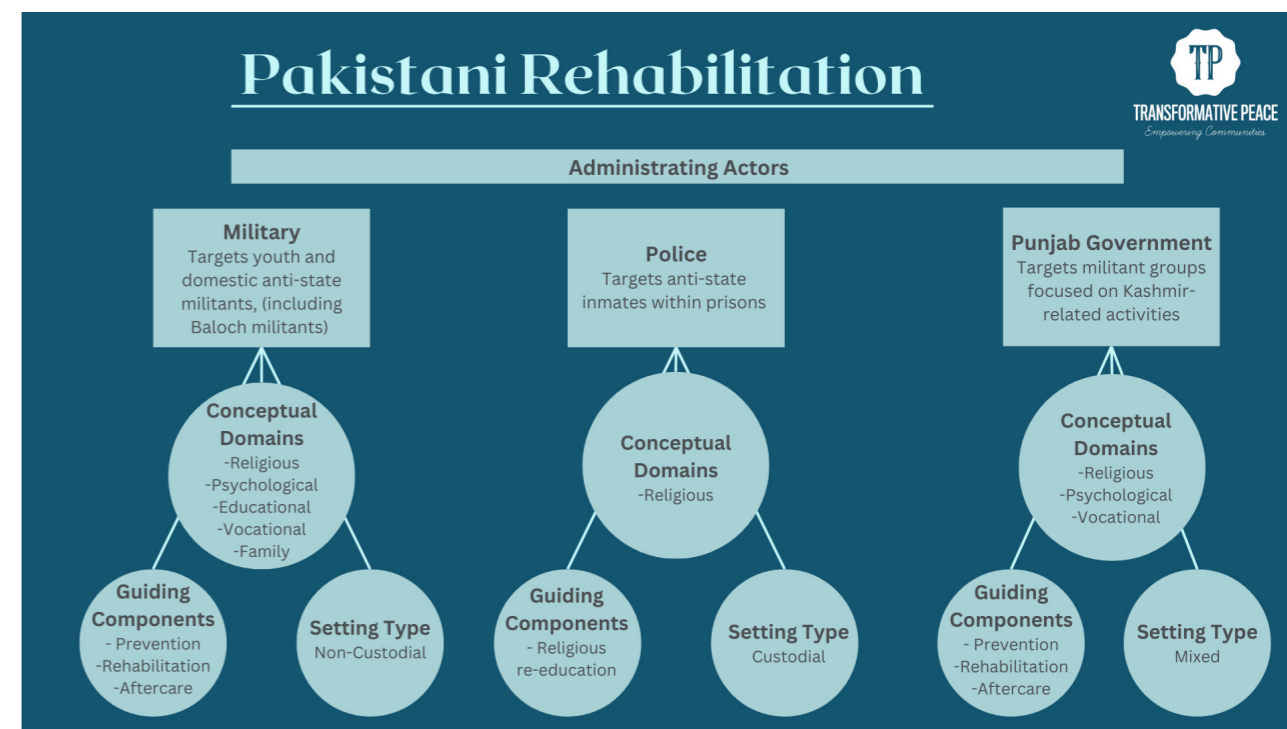 Pakistani Rehabilitation
TP
TRANSFORMATIVE PEACE
Empowering Communities
Administrating Actors
Military
Targets youth and
domestic anti-state
militants, (including
Baloch militants)
Police
Targets anti-state
inmates within prisons
Punjab Government
Targets militant groups
focused on Kashmir-
related activities
Conceptual
Domains
-Religious
-Psychological
-Educational
-Vocational
-Family
Conceptual
Domains
-Religious
Conceptual
Domains
-Religious
-Psychological
-Vocational
Guiding
Components
- Prevention
-Rehabilitation
-Aftercare
Setting Type
Non-Custodial
Guiding
Components
- Religious
re-education
Setting Type
Custodial
Guiding
Components
- Prevention
-Rehabilitation
-Aftercare
Setting Type
Mixed